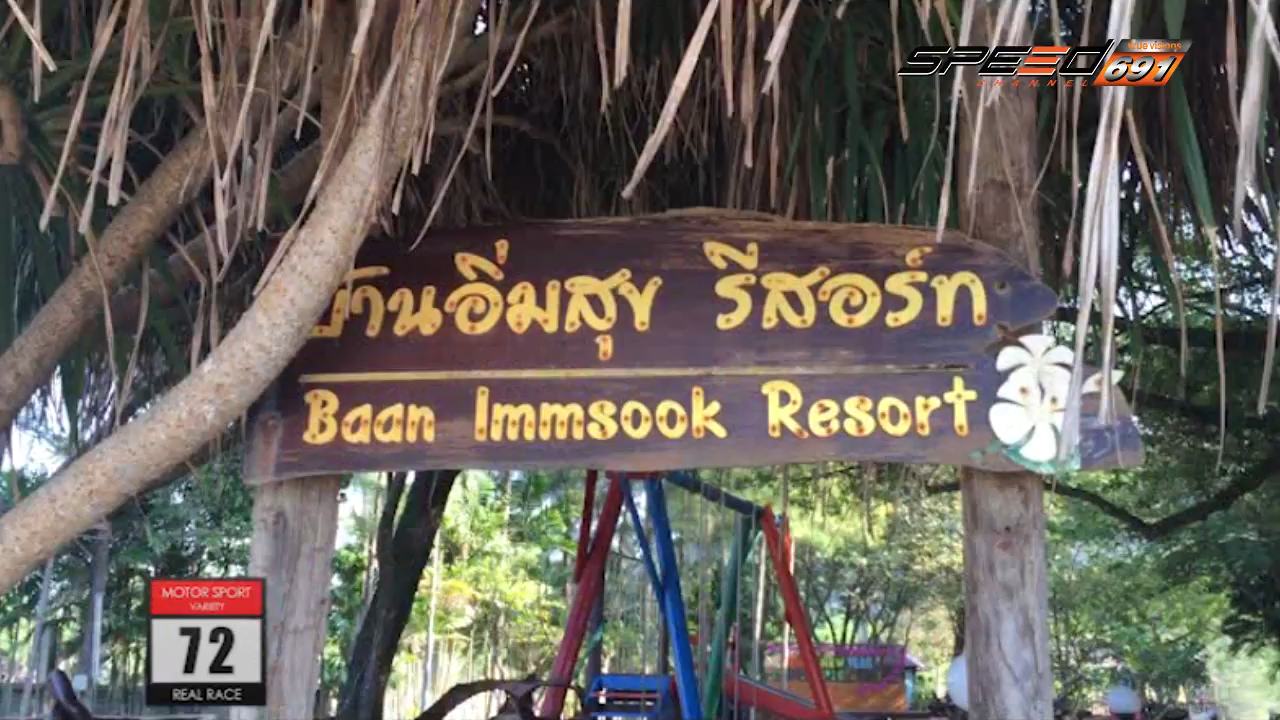 SPEED true visions 691
CHANNEL
บ้านอิ่มสุข รีสอร์ท
Baan Immsook Resort
MOTOR SPORT
VARIETY
72
REAL RACE